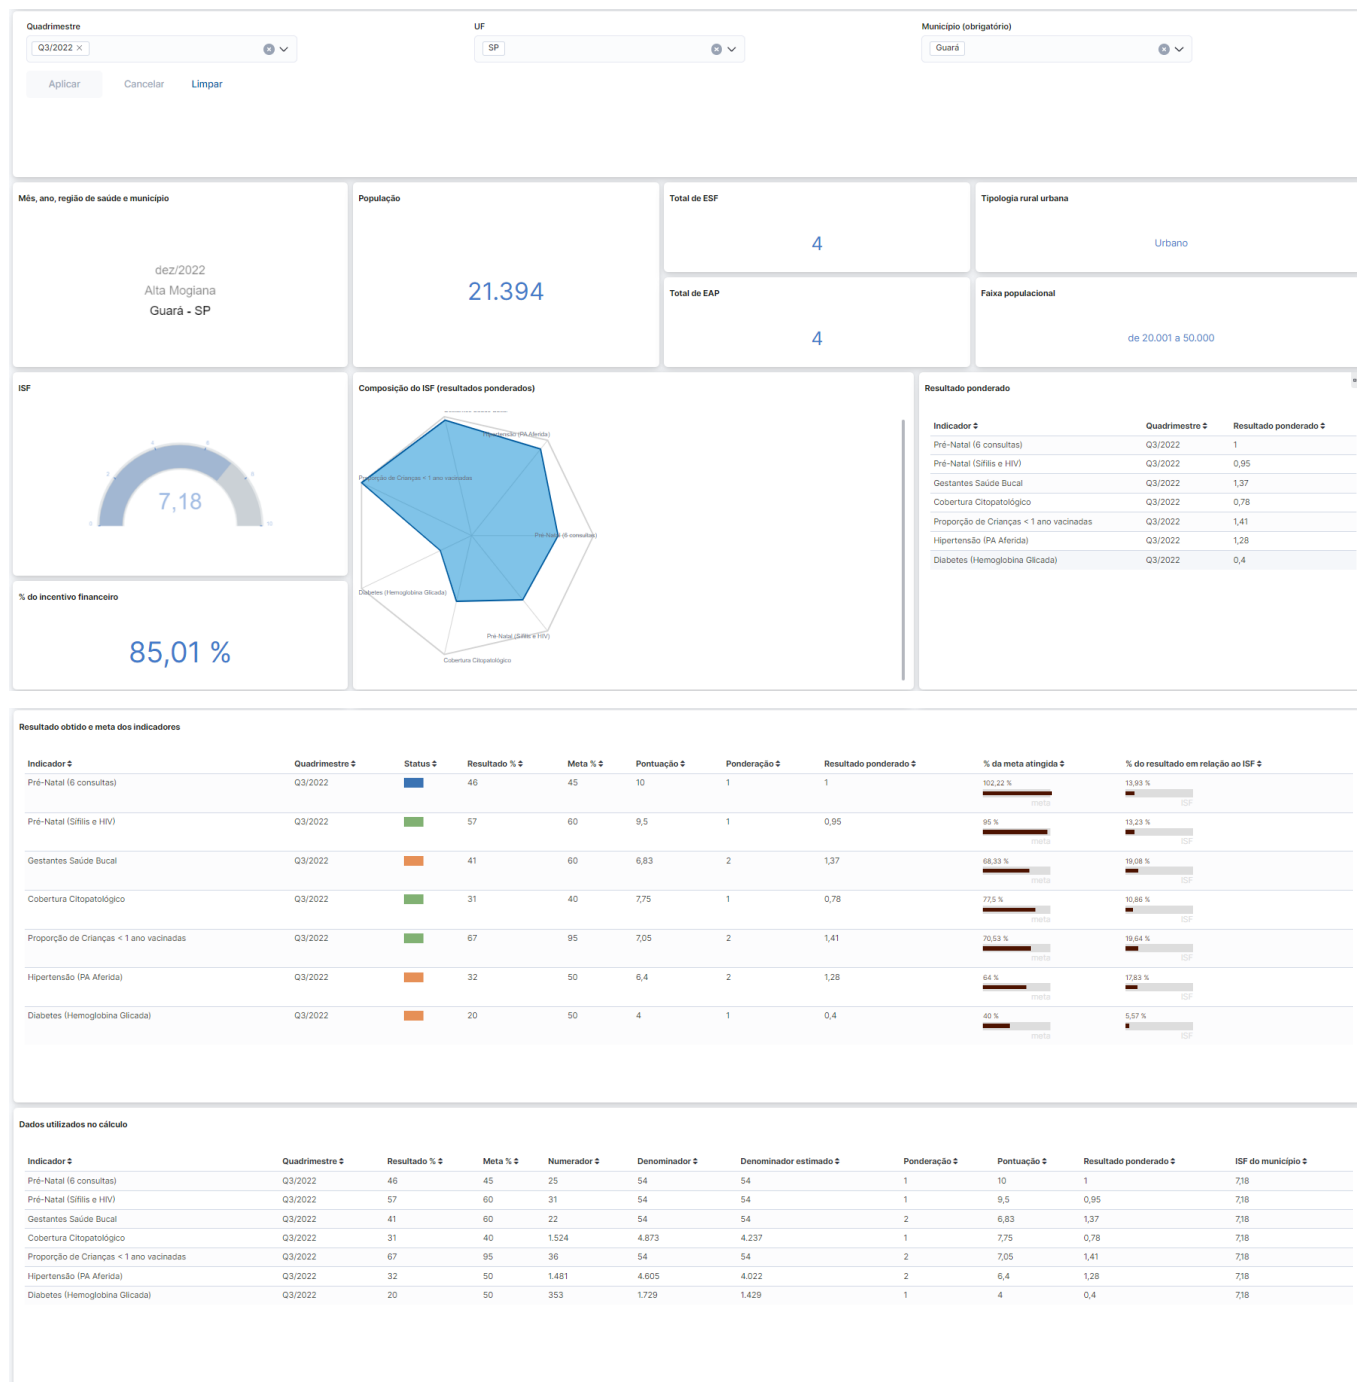 Quadrimestre UF Município (obrigatório)
Q3/2022 × SP Guará
Aplicar Cancelar Limpar
Mês, ano, região de saúde e município
dez/2022
Alta Mogiana
Guará - SP
População
21.394
Total de ESF
4
Tipologia rural urbana
Urbano
Total de EAP
4
Faixa populacional
de 20.001 a 50.000
ISF
0 2 4 6 8 10
7,18
% do incentivo financeiro
85,01 %
Composição do ISF (resultados ponderados)
Hipertensão (PA Aferida)
Proporção de Crianças < 1 ano vacinadas
Pré-Natal (6 consultas)
Diabetes (Hemoglobina Glicada)
Pré-Natal (Sífilis e HIV)
Cobertura Citopatológico
Resultado ponderado
Indicador Quadrimestre Resultado ponderado
Pré-Natal (6 consultas) Q3/2022 1
Pré-Natal (Sífilis e HIV) Q3/2022 0,95
Gestantes Saúde Bucal Q3/2022 1,37
Cobertura Citopatológico Q3/2022 0,78
Proporção de Crianças < 1 ano vacinadas Q3/2022 1,41
Hipertensão (PA Aferida) Q3/2022 1,28
Diabetes (Hemoglobina Glicada) Q3/2022 0,4
Resultado obtido e meta dos indicadores
Indicador Quadrimestre Status Resultado % Meta % Pontuação Ponderação Resultado ponderado % da meta atingida % do resultado em relação ao ISF
Pré-Natal (6 consultas) Q3/2022 46 45 10 1 1 102,22 % 13,93 %
meta ISF
Pré-Natal (Sífilis e HIV) Q3/2022 57 60 9,5 1 0,95 95 % 13,23 %
meta ISF
Gestantes Saúde Bucal Q3/2022 41 60 6,83 2 1,37 68,33 % 19,08 %
meta ISF
Cobertura Citopatológico Q3/2022 31 40 7,75 1 0,78 77,5 % 10,86 %
meta ISF
Proporção de Crianças < 1 ano vacinadas Q3/2022 67 95 7,05 2 1,41 70,53 % 19,64 %
meta ISF
Hipertensão (PA Aferida) Q3/2022 32 50 6,4 2 1,28 64 % 17,83 %
meta ISF
Diabetes (Hemoglobina Glicada) Q3/2022 20 50 4 1 0,4 40 % 5,57 %
meta ISF
Dados utilizados no cálculo
Indicador Quadrimestre Resultado % Meta % Numerador Denominador Denominador estimado Ponderação Pontuação Resultado ponderado ISF do município
Pré-Natal (6 consultas) Q3/2022 46 45 25 54 54 1 10 1 7,18
Pré-Natal (Sífilis e HIV) Q3/2022 57 60 31 54 54 1 9,5 0,95 7,18
Gestantes Saúde Bucal Q3/2022 41 60 22 54 54 2 6,83 1,37 7,18
Cobertura Citopatológico Q3/2022 31 40 1.524 4.873 4.237 1 7,75 0,78 7,18
Proporção de Crianças < 1 ano vacinadas Q3/2022 67 95 36 54 54 2 7,05 1,41 7,18
Hipertensão (PA Aferida) Q3/2022 32 50 1.481 4.605 4.022 2 6,4 1,28 7,18
Diabetes (Hemoglobina Glicada) Q3/2022 20 50 353 1.729 1.429 1 4 0,4 7,18